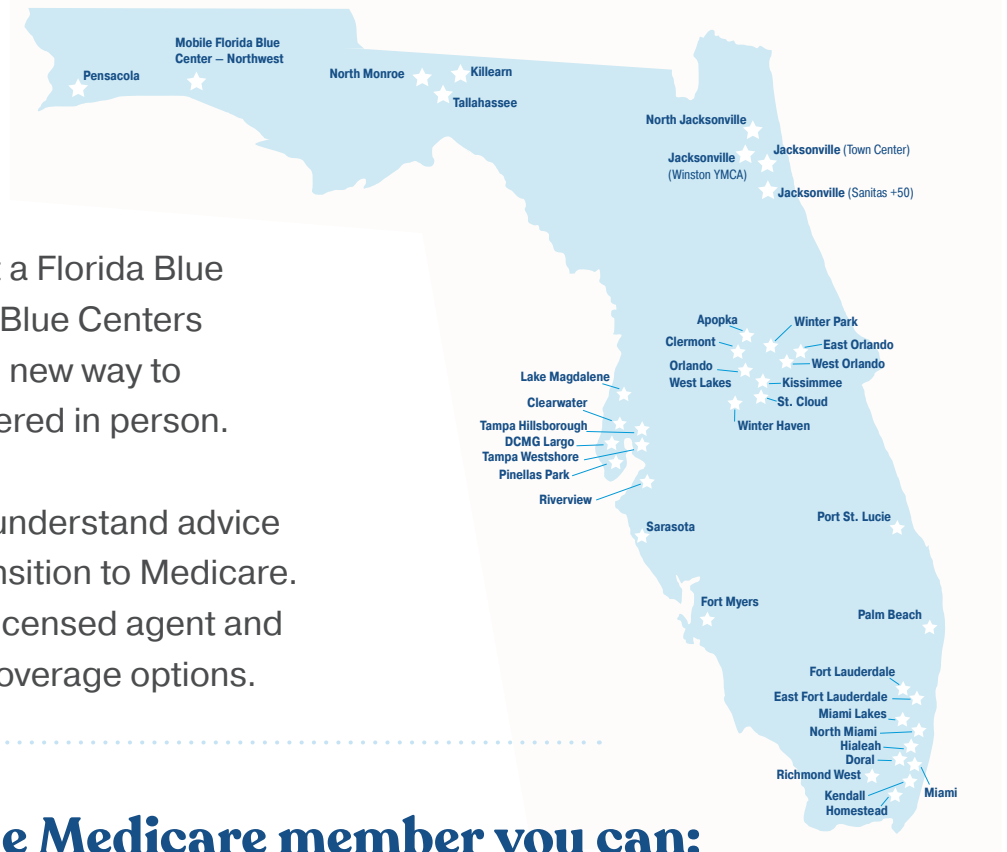 Mobile Florida Blue
Center – Northwest
Pensacola
North Monroe
Killearn
Tallahassee
North Jacksonville
Jacksonville (Town Center)
Jacksonville
(Winston YMCA)
Jacksonville (Sanitas +50)
a Florida Blue
Blue Centers
new way to
ered in person.
understand advice
nsition to Medicare.
censed agent and
overage options.
Apopka
Winter Park
Clermont
East Orlando
Orlando
West Lakes
West Orlando
Kissimmee
St. Cloud
Winter Haven
Lake Magdalene
Clearwater
Tampa Hillsborough
DCMG Largo
Tampa Westshore
Pinellas Park
Riverview
Sarasota
Port St. Lucie
Fort Myers
Palm Beach
Fort Lauderdale
East Fort Lauderdale
Miami Lakes
North Miami
Hialeah
Doral
Richmond West
Kendall
Miami
Homestead
e Medicare member you can: